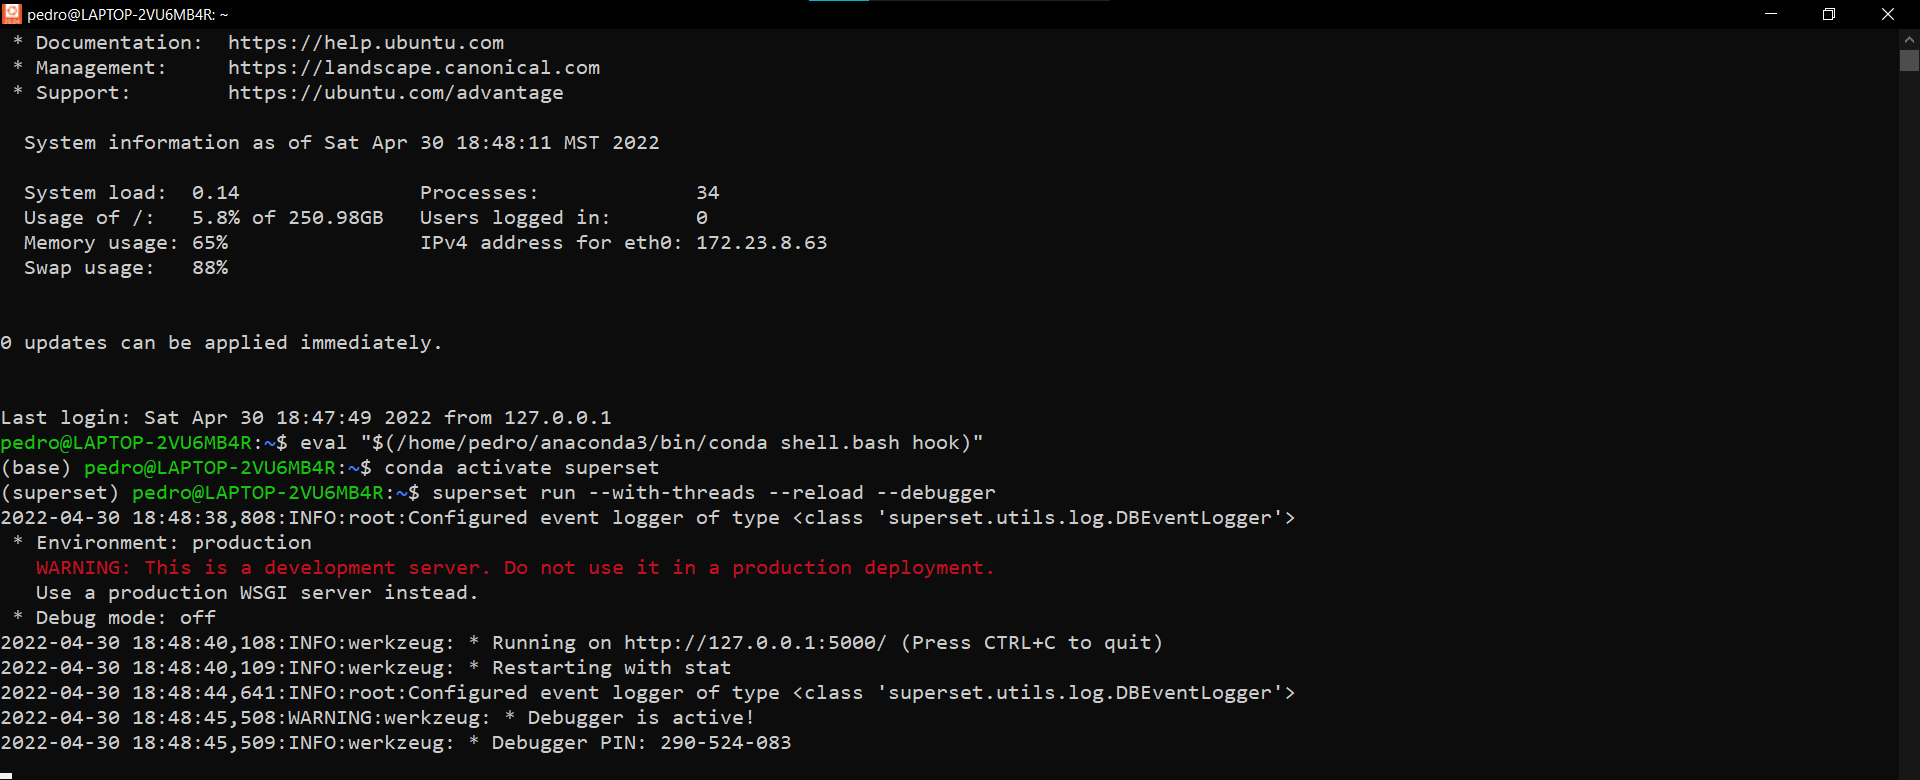 pedro@LAPTOP-2VU6MB4R: ~
* Documentation:  https://help.ubuntu.com
* Management:     https://landscape.canonical.com
* Support:        https://ubuntu.com/advantage
System information as of Sat Apr 30 18:48:11 MST 2022
System load:  0.14               Processes:             34
Usage of /:   5.8% of 250.98GB   Users logged in:       0
Memory usage: 65%                IPv4 address for eth0: 172.23.8.63
Swap usage:   88%
0 updates can be applied immediately.
Last login: Sat Apr 30 18:47:49 2022 from 127.0.0.1
pedro@LAPTOP-2VU6MB4R:~$ eval "$(/home/pedro/anaconda3/bin/conda shell.bash hook)"
(base) pedro@LAPTOP-2VU6MB4R:~$ conda activate superset
(superset) pedro@LAPTOP-2VU6MB4R:~$ superset run --with-threads --reload --debugger
2022-04-30 18:48:38,808:INFO:root:Configured event logger of type <class 'superset.utils.log.DBEventLogger'>
* Environment: production
WARNING: This is a development server. Do not use it in a production deployment.
Use a production WSGI server instead.
* Debug mode: off
2022-04-30 18:48:40,108:INFO:werkzeug: * Running on http://127.0.0.1:5000/ (Press CTRL+C to quit)
2022-04-30 18:48:40,109:INFO:werkzeug: * Restarting with stat
2022-04-30 18:48:44,641:INFO:root:Configured event logger of type <class 'superset.utils.log.DBEventLogger'>
2022-04-30 18:48:45,508:WARNING:werkzeug: * Debugger is active!
2022-04-30 18:48:45,509:INFO:werkzeug: * Debugger PIN: 290-524-083